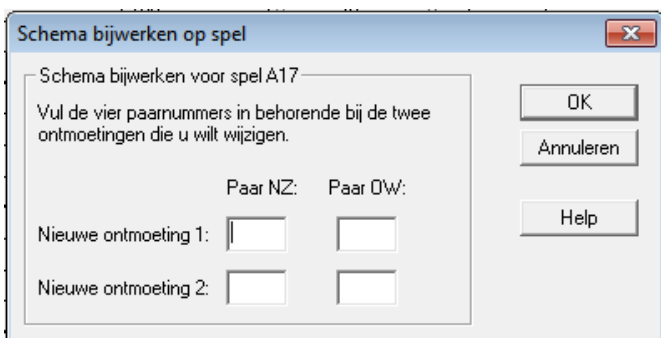 Schema bijwerken op spel
Schema bijwerken voor spel A17
Vul de vier paarnummers in behorende bij de twee
ontmoetingen die u wilt wijzigen.
Paar NZ: Paar OW:
Nieuwe ontmoeting 1:
Nieuwe ontmoeting 2:
OK
Annuleren
Help